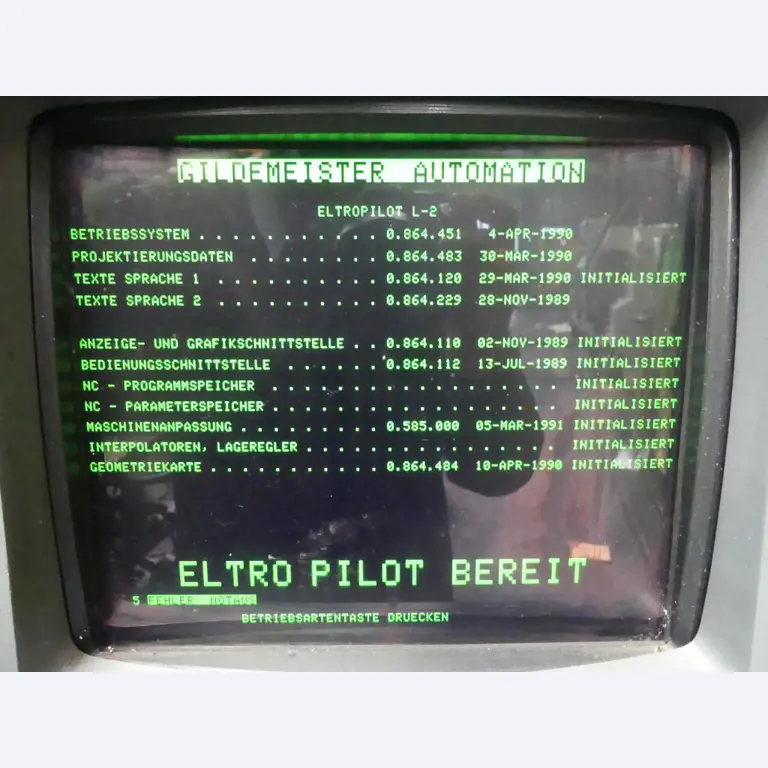 GILDEMEISTER AUTOMATION
ELTROPILOT L-2
BETRIEBSSYSTEM . . . . . . . . . . . . 0.864.451 4-APR-1990
PROJEKTIERUNGSDATEN . . . . . . . . . 0.864.483 30-MAR-1990
TEXTE SPRACHE 1 . . . . . . . . . . . 0.864.120 29-MAR-1990 INITIALISIERT
TEXTE SPRACHE 2 . . . . . . . . . . . 0.864.229 28-NOV-1989
ANZEIGE- UND GRAFIKSCHNITTSTELLE . . 0.864.110 02-NOV-1989 INITIALISIERT
BEDIENUNGSSCHNITTSTELLE . . . . . . 0.864.112 13-JUL-1989 INITIALISIERT
NC - PROGRAMMSPEICHER . . . . . . . . . . . . . . . . . . . INITIALISIERT
NC - PARAMETERSPEICHER . . . . . . . . . . . . . . . . . . . INITIALISIERT
MASCHINENANPASSUNG . . . . . . . . . 0.585.000 05-MAR-1991 INITIALISIERT
INTERPOLATOREN, LAGEREGLER . . . . . . . . . . . . . . . . . INITIALISIERT
GEOMETRIEKARTE . . . . . . . . . . . 0.864.484 10-APR-1990 INITIALISIERT
ELTRO PILOT BEREIT
5 FEHLER NOTAUS
BETRIEBSARTENTASTE DRUECKEN